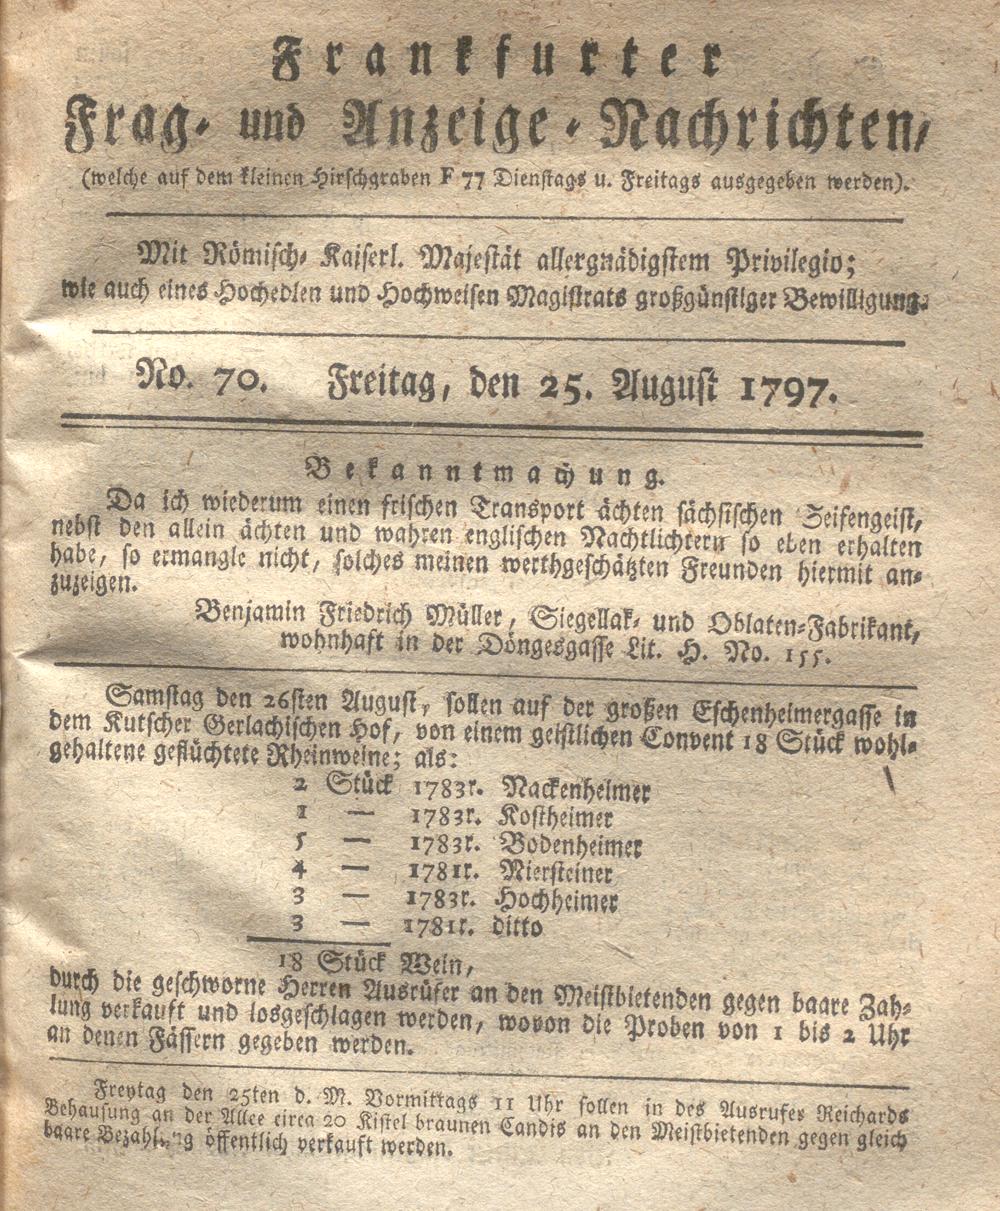 Frankfurter
Frag- und Anzeige-Nachrichten,
(welche auf dem kleinen Hirschgraben F 77 Dienstags u. Freitags ausgegeben werden).
Mit Römisch- Kaiserl. Majestät allergnädigstem Privilegio;
wie auch eines Hochedlen und Hochweisen Magistrats großgünstiger Bewilligung.
No. 70. Freitag, den 25. August 1797.
Bekanntmachung.
Da ich wiederum einen frischen Transport ächten sächsischen Seifengeist,
nebst den allein ächten und wahren englischen Nachtlichtern so eben erhalten
habe, so ermangle nicht, solches meinen werthgeschätzten Freunden hiermit an-
zuzeigen.
Benjamin Friedrich Müller, Siegellak- und Oblaten-Fabrikant,
wohnhaft in der Döngesgasse Lit. H. No. 155.
Samstag den 26sten August, sollen auf der großen Eschenheimergasse in
dem Kutscher Gerlachischen Hof, von einem geistlichen Convent 18 Stück wohl-
gehaltene geflüchtete Rheinweine; als:
2 Stück 1783r. Nackenheimer
1 — 1783r. Kostheimer
5 — 1783r. Bodenheimer
4 — 1781r. Niersteiner
3 — 1783r. Hochheimer
3 — 1781r. ditto
18 Stück Wein,
durch die geschworne Herren Ausrüfer an den Meistbietenden gegen baare Zah-
lung verkauft und losgeschlagen werden, wovon die Proben von 1 bis 2 Uhr
an denen Fässern gegeben werden.
Freytag den 25ten d. M. Vormittags 11 Uhr sollen in des Ausrufer Reichards
Behausung an der Allee circa 20 Kistel braunen Candis an den Meistbietenden gegen gleich
baare Bezahlung öffentlich verkauft werden.